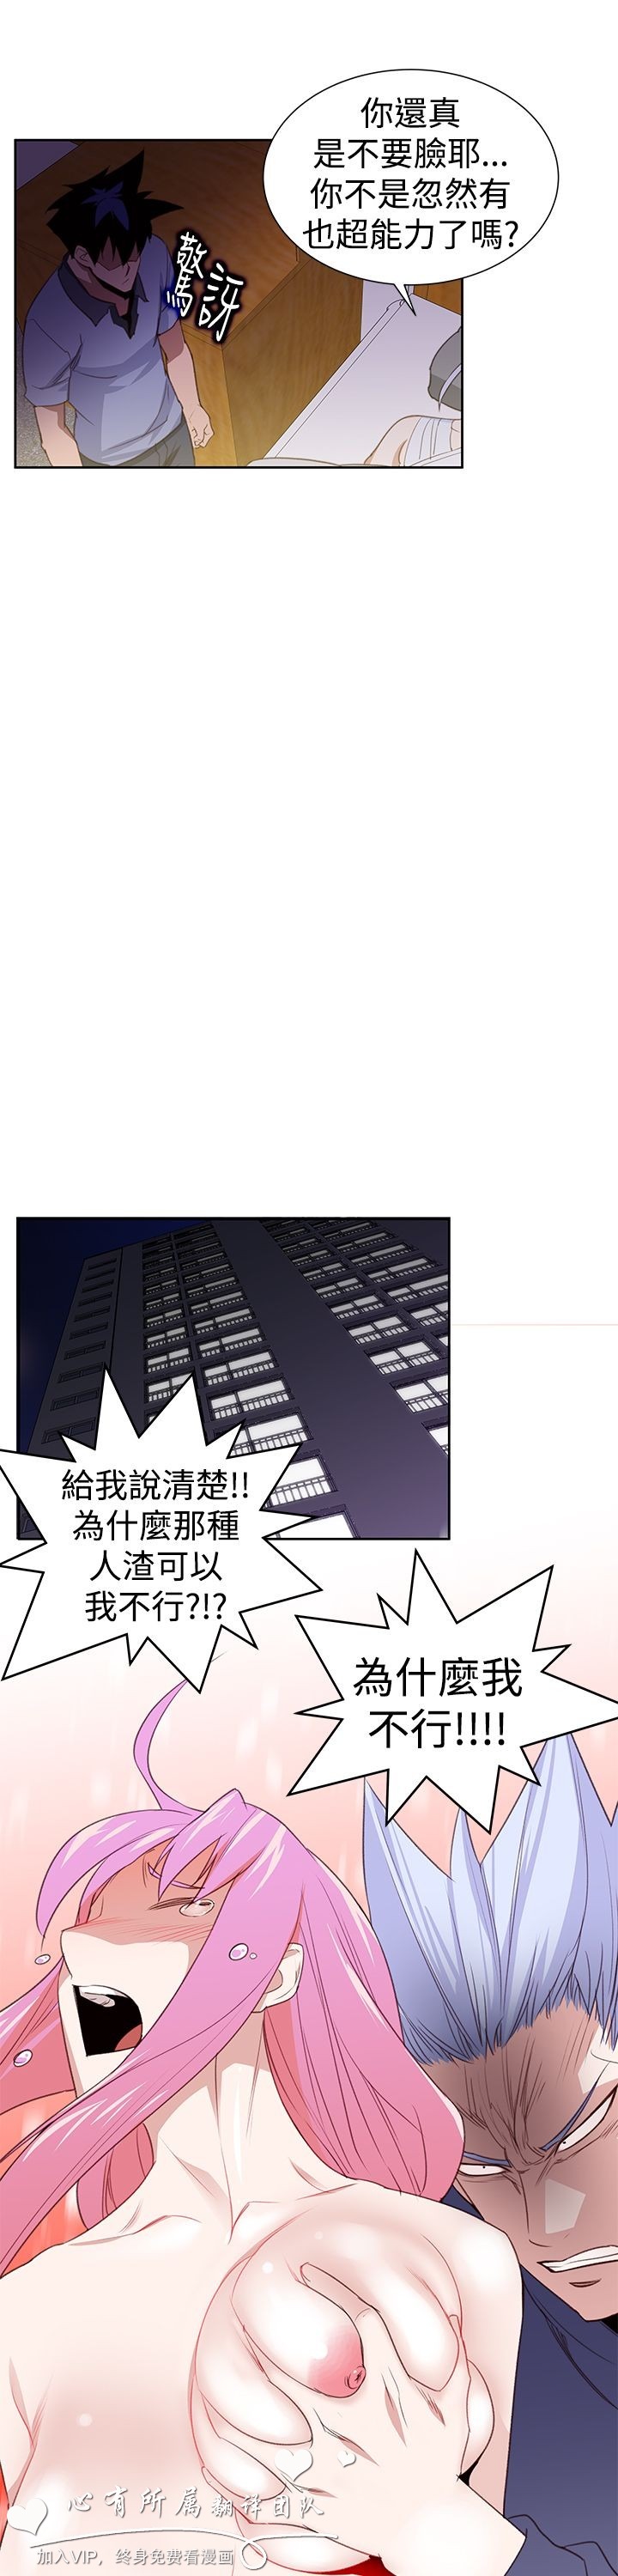 你還真
是不要臉耶...
你不是忽然有
也超能力了嗎?
驚訝
給我說清楚!!
為什麼那種
人渣可以
我不行?!?
為什麼我
不行!!!!
心有所属翻译团队
加入VIP，终身免费看漫画